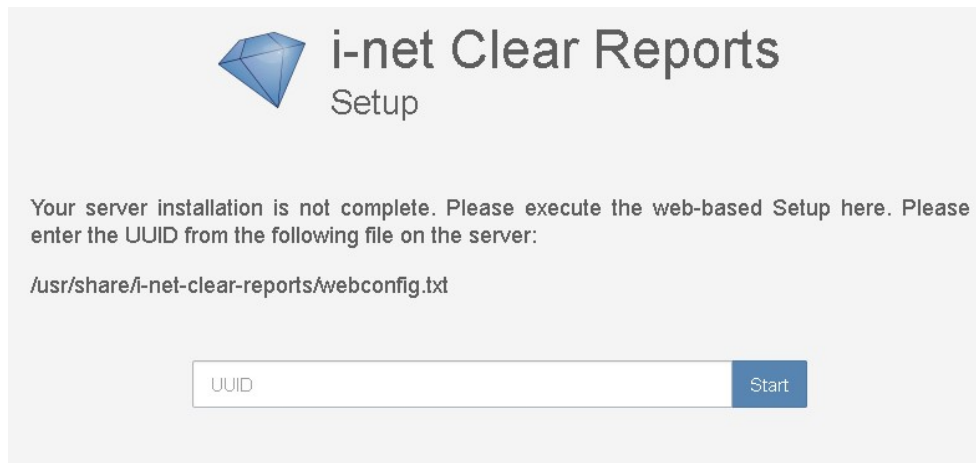 i-net Clear Reports
Setup
Your server installation is not complete. Please execute the web-based Setup here. Please
enter the UUID from the following file on the server:
/usr/share/i-net-clear-reports/webconfig.txt
UUID
Start